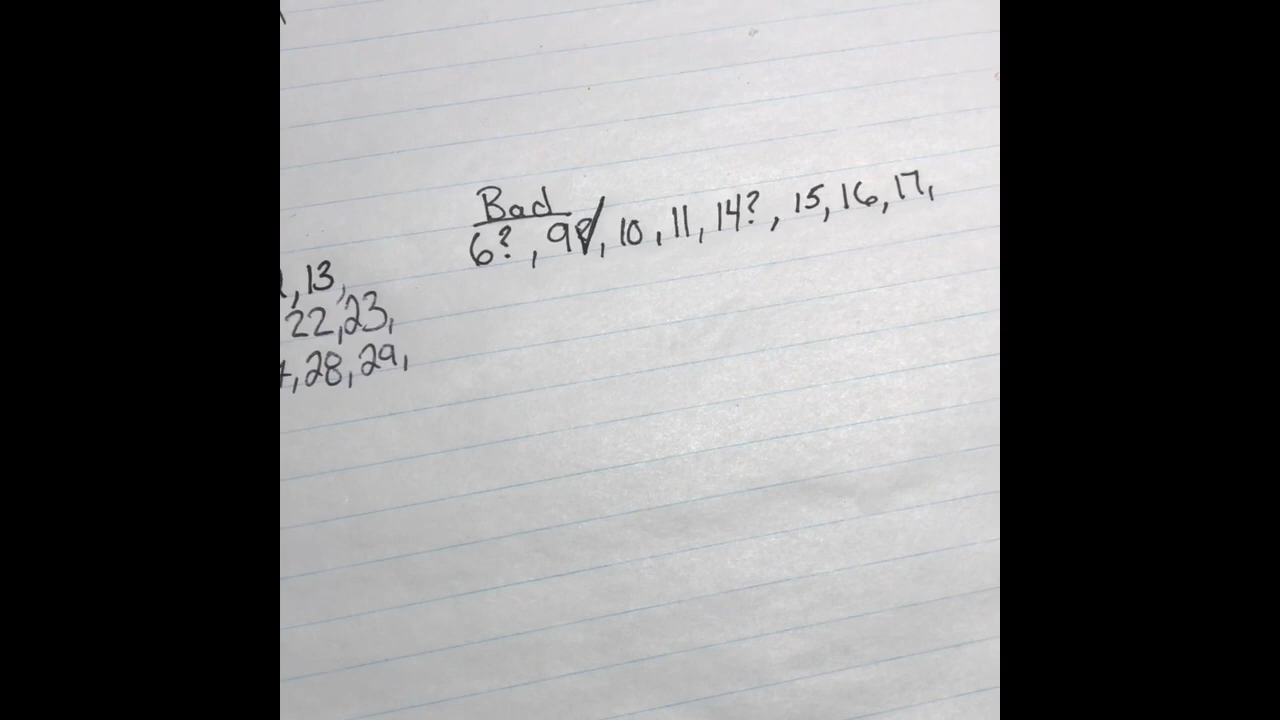 Bad
6?, 9, 10, 11, 14?, 15, 16, 17,
, 13,
22, 23,
, 28, 29,